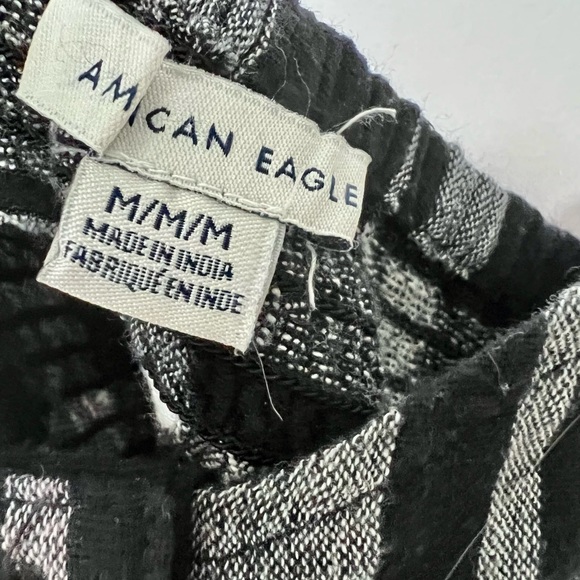 AMICAN EAGLE
M/M/M
MADE IN INDIA
FABRIQUÉ EN INDE